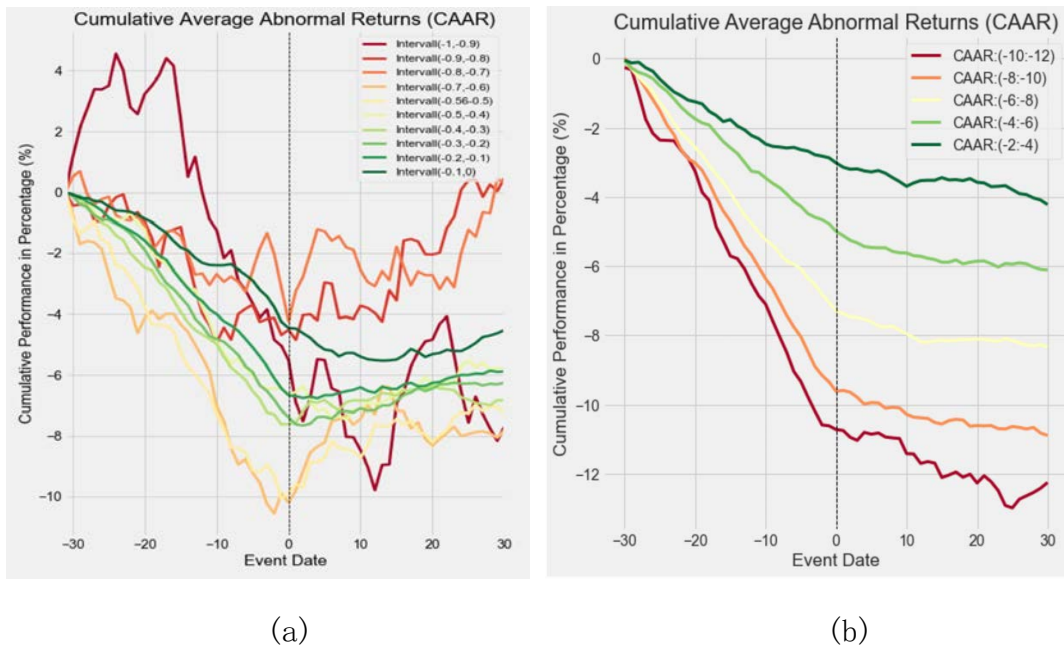 Cumulative Average Abnormal Returns (CAAR)
Intervall(-1,-0.9)
Intervall(-0.9,-0.8)
Intervall(-0.8,-0.7)
Intervall(-0.7,-0.6)
Intervall(-0.56-0.5)
Intervall(-0.5,-0.4)
Intervall(-0.4,-0.3)
Intervall(-0.3,-0.2)
Intervall(-0.2,-0.1)
Intervall(-0.1,0)
Cumulative Performance in Percentage (%)
4
2
0
−2
−4
−6
−8
−10
−30
−20
−10
0
10
20
30
Event Date
(a)
Cumulative Average Abnormal Returns (CAAR)
CAAR:(-10:-12)
CAAR:(-8:-10)
CAAR:(-6:-8)
CAAR:(-4:-6)
CAAR:(-2:-4)
Cumulative Performance in Percentage (%)
0
−2
−4
−6
−8
−10
−12
−30
−20
−10
0
10
20
30
Event Date
(b)